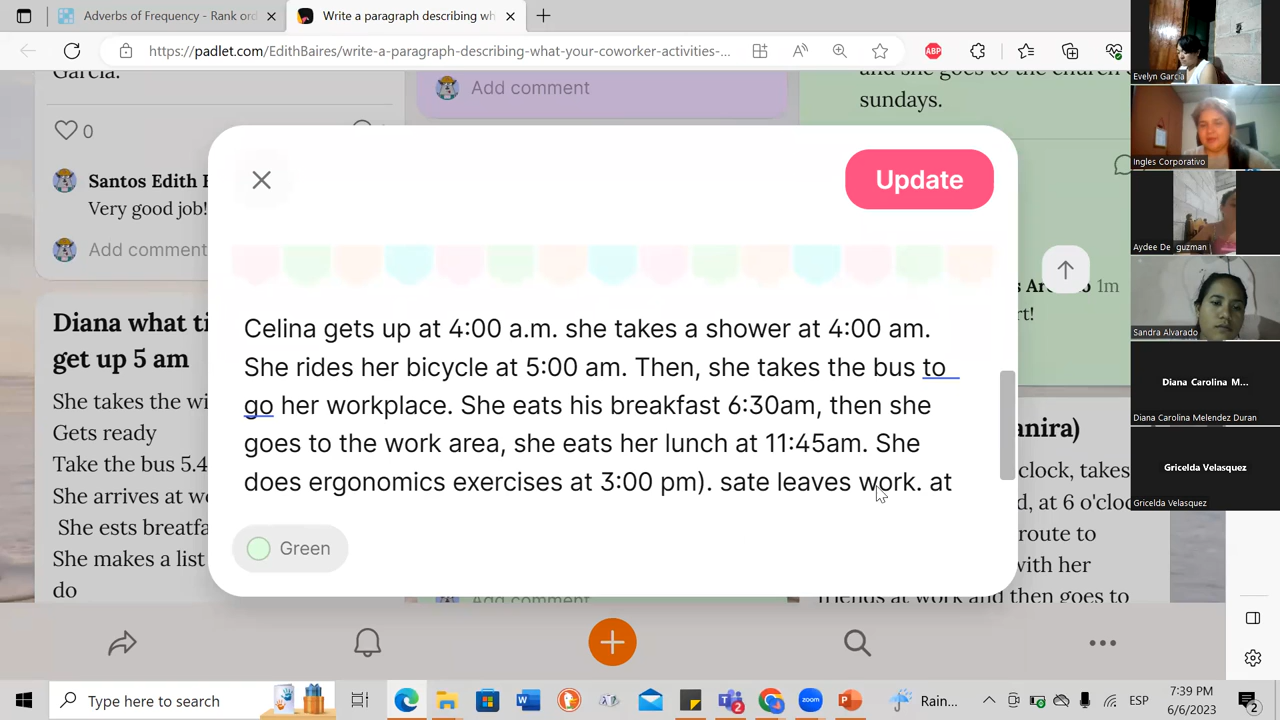 Adverbs of Frequency - Rank or
Write a paragraph describing wh
https://padlet.com/EdithBaires/write-a-paragraph-describing-what-your-coworker-activities-...
ABP
Garcia.
0
Santos Edith
Very good job!
Add comment
Add comment
and she goes to the church
sundays.
Update
Celina gets up at 4:00 a.m. she takes a shower at 4:00 am.
She rides her bicycle at 5:00 am. Then, she takes the bus to
go her workplace. She eats his breakfast 6:30am, then she
goes to the work area, she eats her lunch at 11:45am. She
does ergonomics exercises at 3:00 pm). sate leaves work. at
Green
Diana what ti
get up 5 am
She takes the wi
Gets ready
Take the bus 5.4
She arrives at w
She ests breatfa
She makes a list
do
1m
rt!
anira)
clock, takes
d, at 6 o'cloc
route to
with her
friends at work and then goes to
Add comment
Evelyn Garcia
Ingles Corporativo
Aydee De guzman
Sandra Alvarado
Diana Carolina M...
Diana Carolina Melendez Duran
Gricelda Velasquez
Gricelda Velasquez
Type here to search
2
Rain...
ESP
7:39 PM
6/6/2023
2